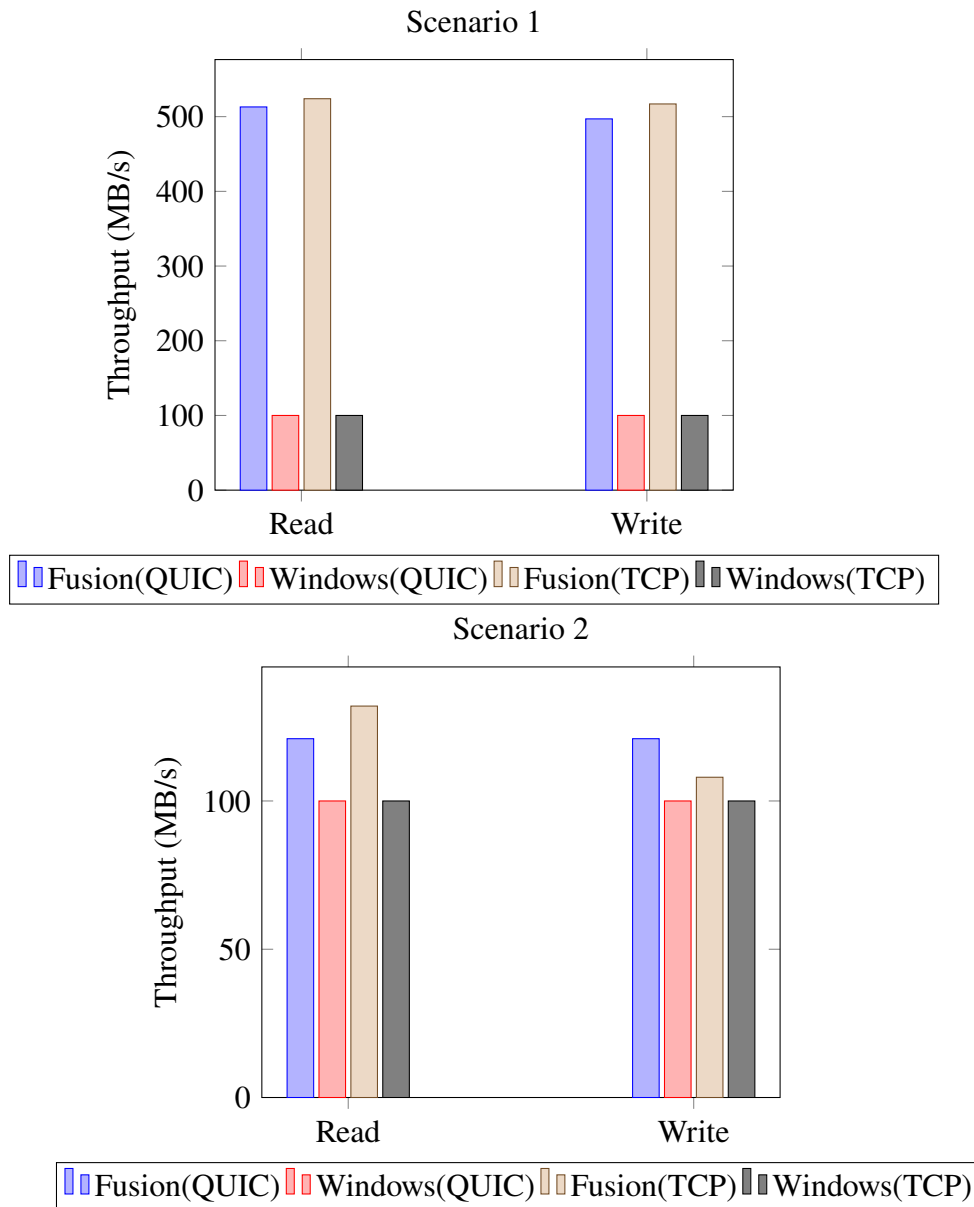 Scenario 1
Throughput (MB/s)
500
400
300
200
100
0
Read Write
Fusion(QUIC) Windows(QUIC) Fusion(TCP) Windows(TCP)
Scenario 2
Throughput (MB/s)
100
50
0
Read Write
Fusion(QUIC) Windows(QUIC) Fusion(TCP) Windows(TCP)